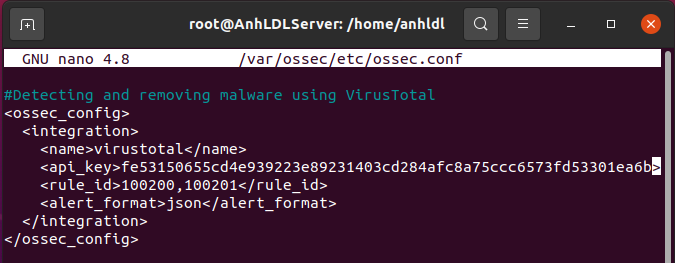 root@AnhLDLServer: /home/anhldl
GNU nano 4.8 /var/ossec/etc/ossec.conf
#Detecting and removing malware using VirusTotal
<ossec_config>
<integration>
<name>virustotal</name>
<api_key>fe53150655cd4e939223e89231403cd284afc8a75ccc6573fd53301ea6b>
<rule_id>100200,100201</rule_id>
<alert_format>json</alert_format>
</integration>
</ossec_config>